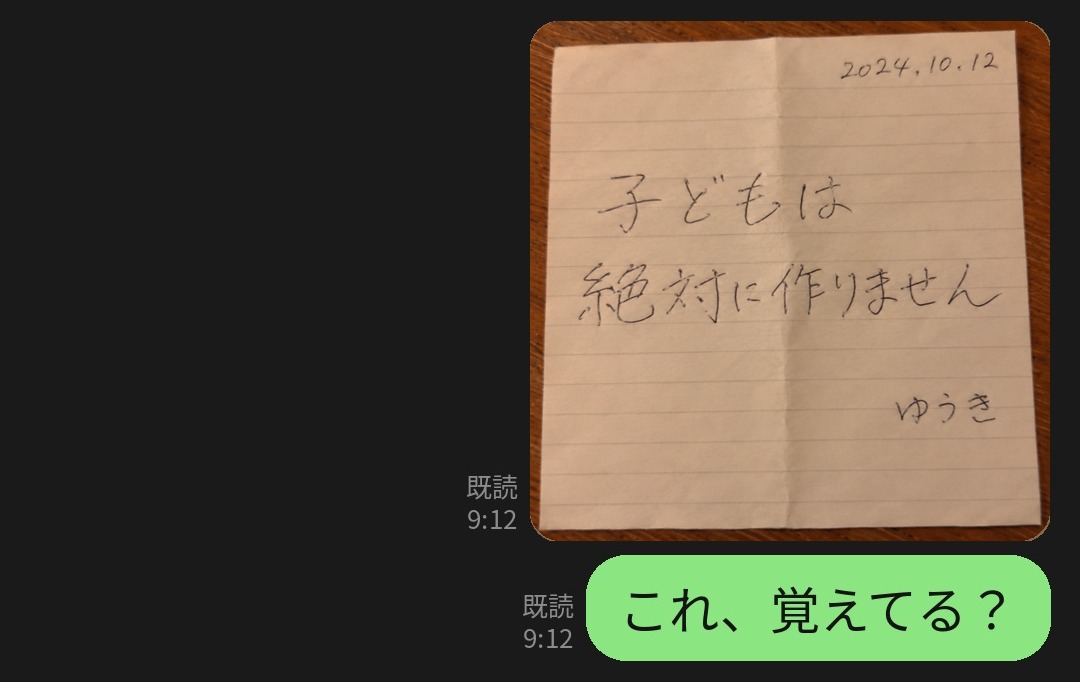 2024.10.12
子どもは
絶対に作りません
ゆうき
既読
9:12
これ、覚えてる？
既読
9:12